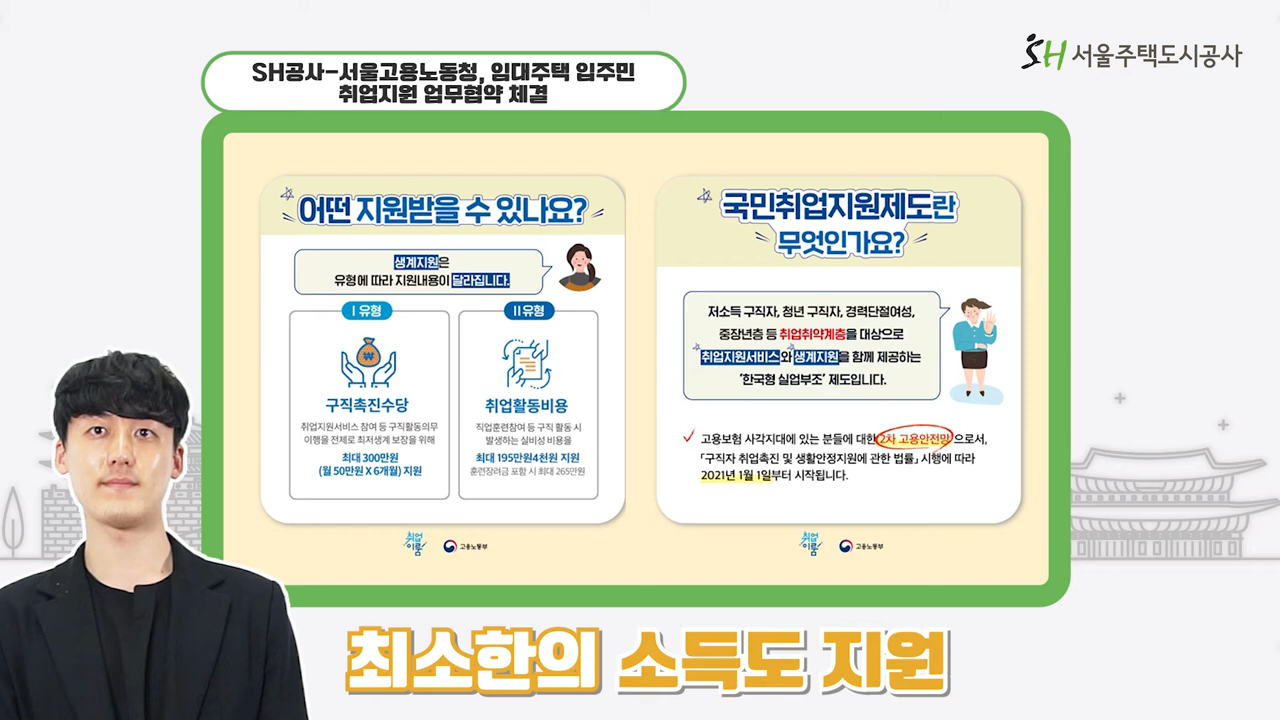 SH 서울주택도시공사
SH공사-서울고용노동청, 임대주택 입주민
취업지원 업무협약 체결
어떤 지원받을 수 있나요?
생계지원은
유형에 따라 지원내용이 달라집니다.
I 유형
구직촉진수당
취업지원서비스 참여 등 구직활동의무
이행을 전제로 최저생계 보장을 위해
최대 300만원
(월 50만원 X 6개월) 지원
II 유형
취업활동비용
직업훈련참여 등 구직 활동 시
발생하는 실비성 비용을
최대 195만원4천원 지원
훈련장려금 포함 시 최대 265만원
취업이룸
고용노동부
국민취업지원제도란
무엇인가요?
저소득 구직자, 청년 구직자, 경력단절여성,
중장년층 등 취업취약계층을 대상으로
취업지원서비스와 생계지원을 함께 제공하는
'한국형 실업부조' 제도입니다.
고용보험 사각지대에 있는 분들에 대한 2차 고용안전망으로서,
「구직자 취업촉진 및 생활안정지원에 관한 법률」 시행에 따라
2021년 1월 1일부터 시작됩니다.
취업이룸
고용노동부
최소한의 소득도 지원